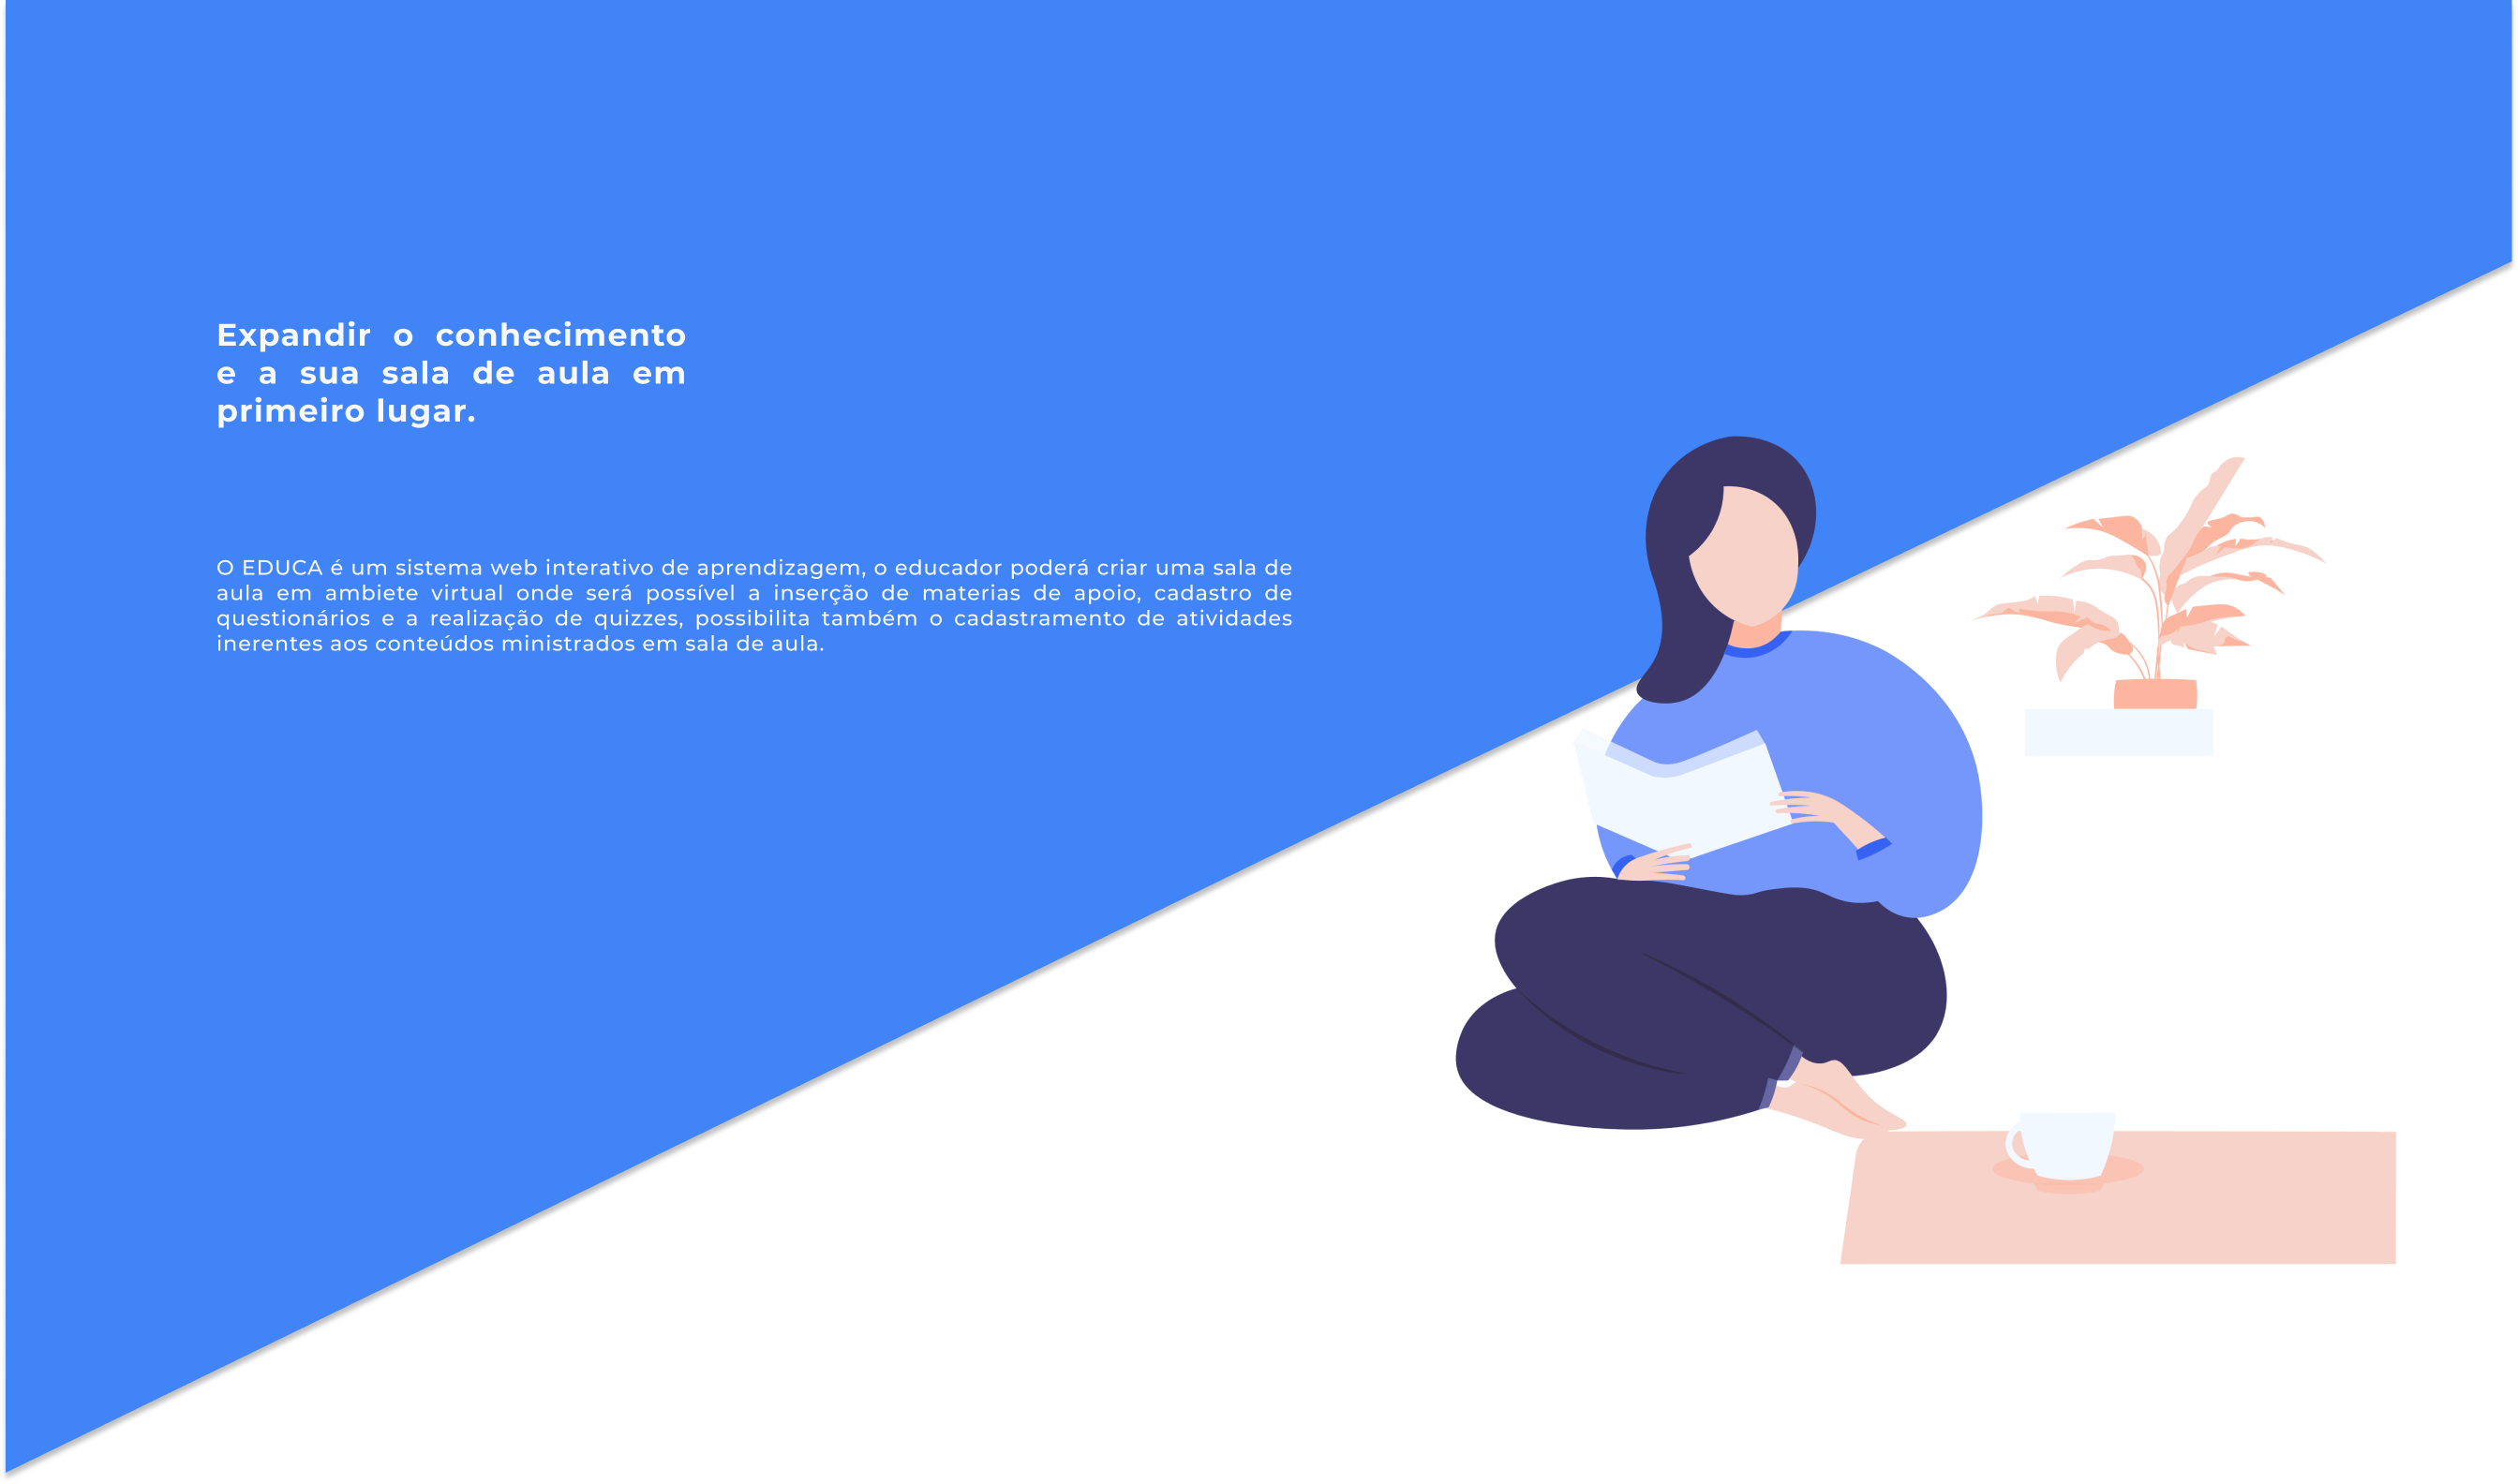 Expandir o conhecimento
e a sua sala de aula em
primeiro lugar.
O EDUCA é um sistema web interativo de aprendizagem, o educador poderá criar uma sala de
aula em ambiete virtual onde será possível a inserção de materias de apoio, cadastro de
questionários e a realização de quizzes, possibilita também o cadastramento de atividades
inerentes aos conteúdos ministrados em sala de aula.